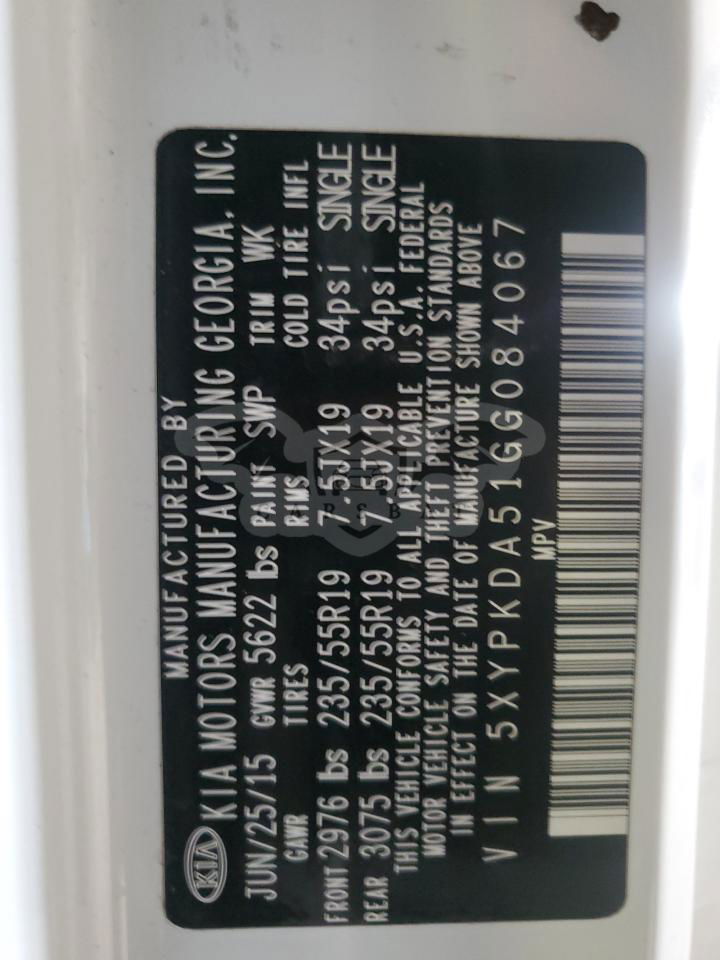 MANUFACTURED BY
KIA KIA MOTORS MANUFACTURING GEORGIA, INC.
JUN/25/15 GVWR 5622 lbs PAINT SWP TRIM WK
GAWR TIRES RIMS COLD TIRE INFL
FRONT 2976 lbs 235/55R19 7.5JX19 34psi SINGLE
REAR 3075 lbs 235/55R19 7.5JX19 34psi SINGLE
THIS VEHICLE CONFORMS TO ALL APPLICABLE U.S.A. FEDERAL
MOTOR VEHICLE SAFETY AND THEFT PREVENTION STANDARDS
IN EFFECT ON THE DATE OF MANUFACTURE SHOWN ABOVE
VIN 5XYPKDA51GG084067
MPV